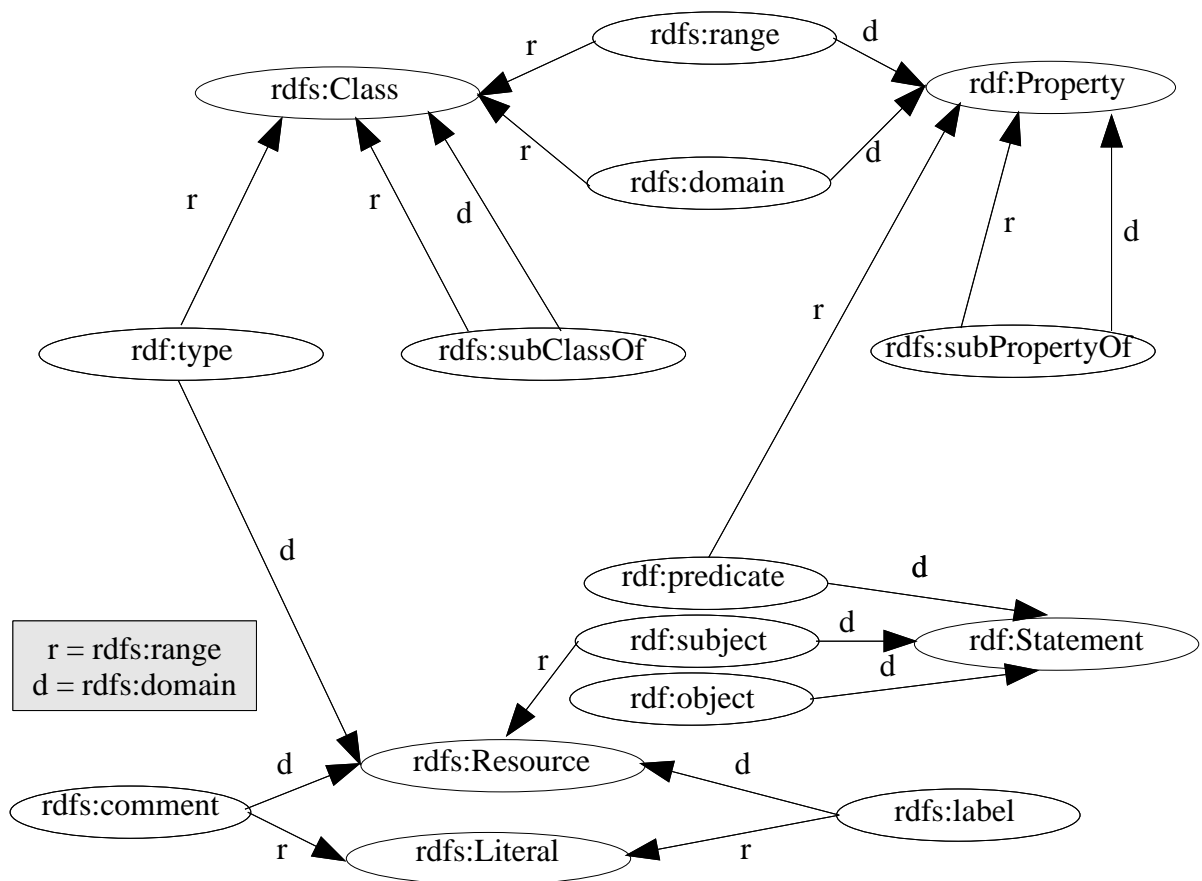 rdfs:range
d
r
rdfs:Class
rdf:Property
r
d
rdfs:domain
r
r
d
r
d
r
rdf:type
rdfs:subClassOf
rdfs:subPropertyOf
d
rdf:predicate
d
r = rdfs:range
d = rdfs:domain
rdf:subject
d
rdf:Statement
r
d
rdf:object
rdfs:Resource
d
d
rdfs:comment
rdfs:label
r
rdfs:Literal
r